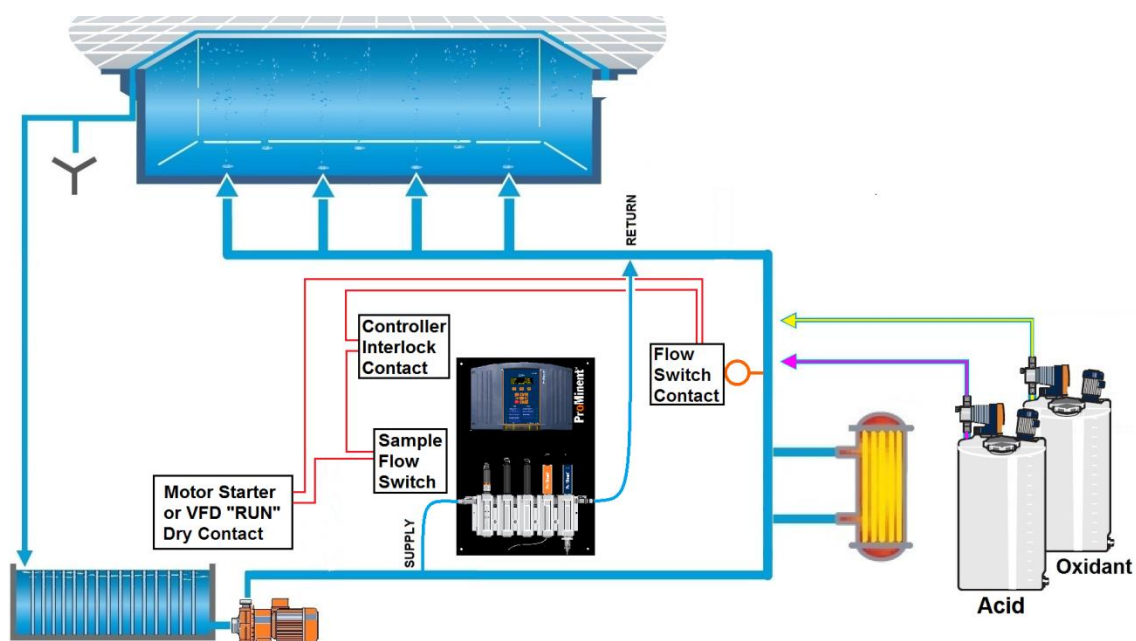 RETURN
Controller
Interlock
Contact
Flow
Switch
Contact
ProMinent
Sample
Flow
Switch
Motor Starter
or VFD "RUN"
Dry Contact
SUPPLY
Oxidant
Acid